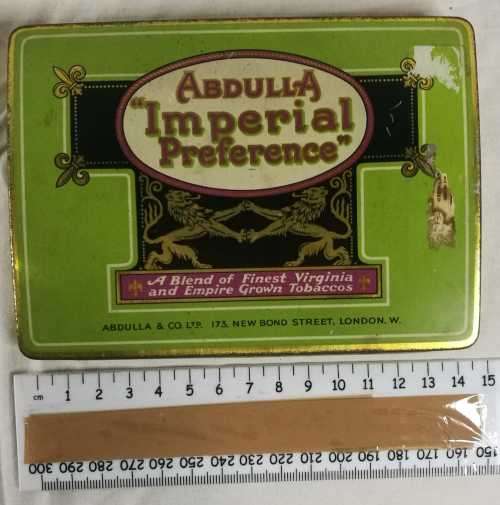 ABDULLA
"Imperial
Preference"
A Blend of Finest Virginia
and Empire Grown Tobaccos
ABDULLA & CO. LTD. 173, NEW BOND STREET, LONDON. W.
cm 1 2 3 4 5 6 7 8 9 10 11 12 13 14 15
300 290 280 270 260 250 240 230 220 210 200 190 180 170 160 150